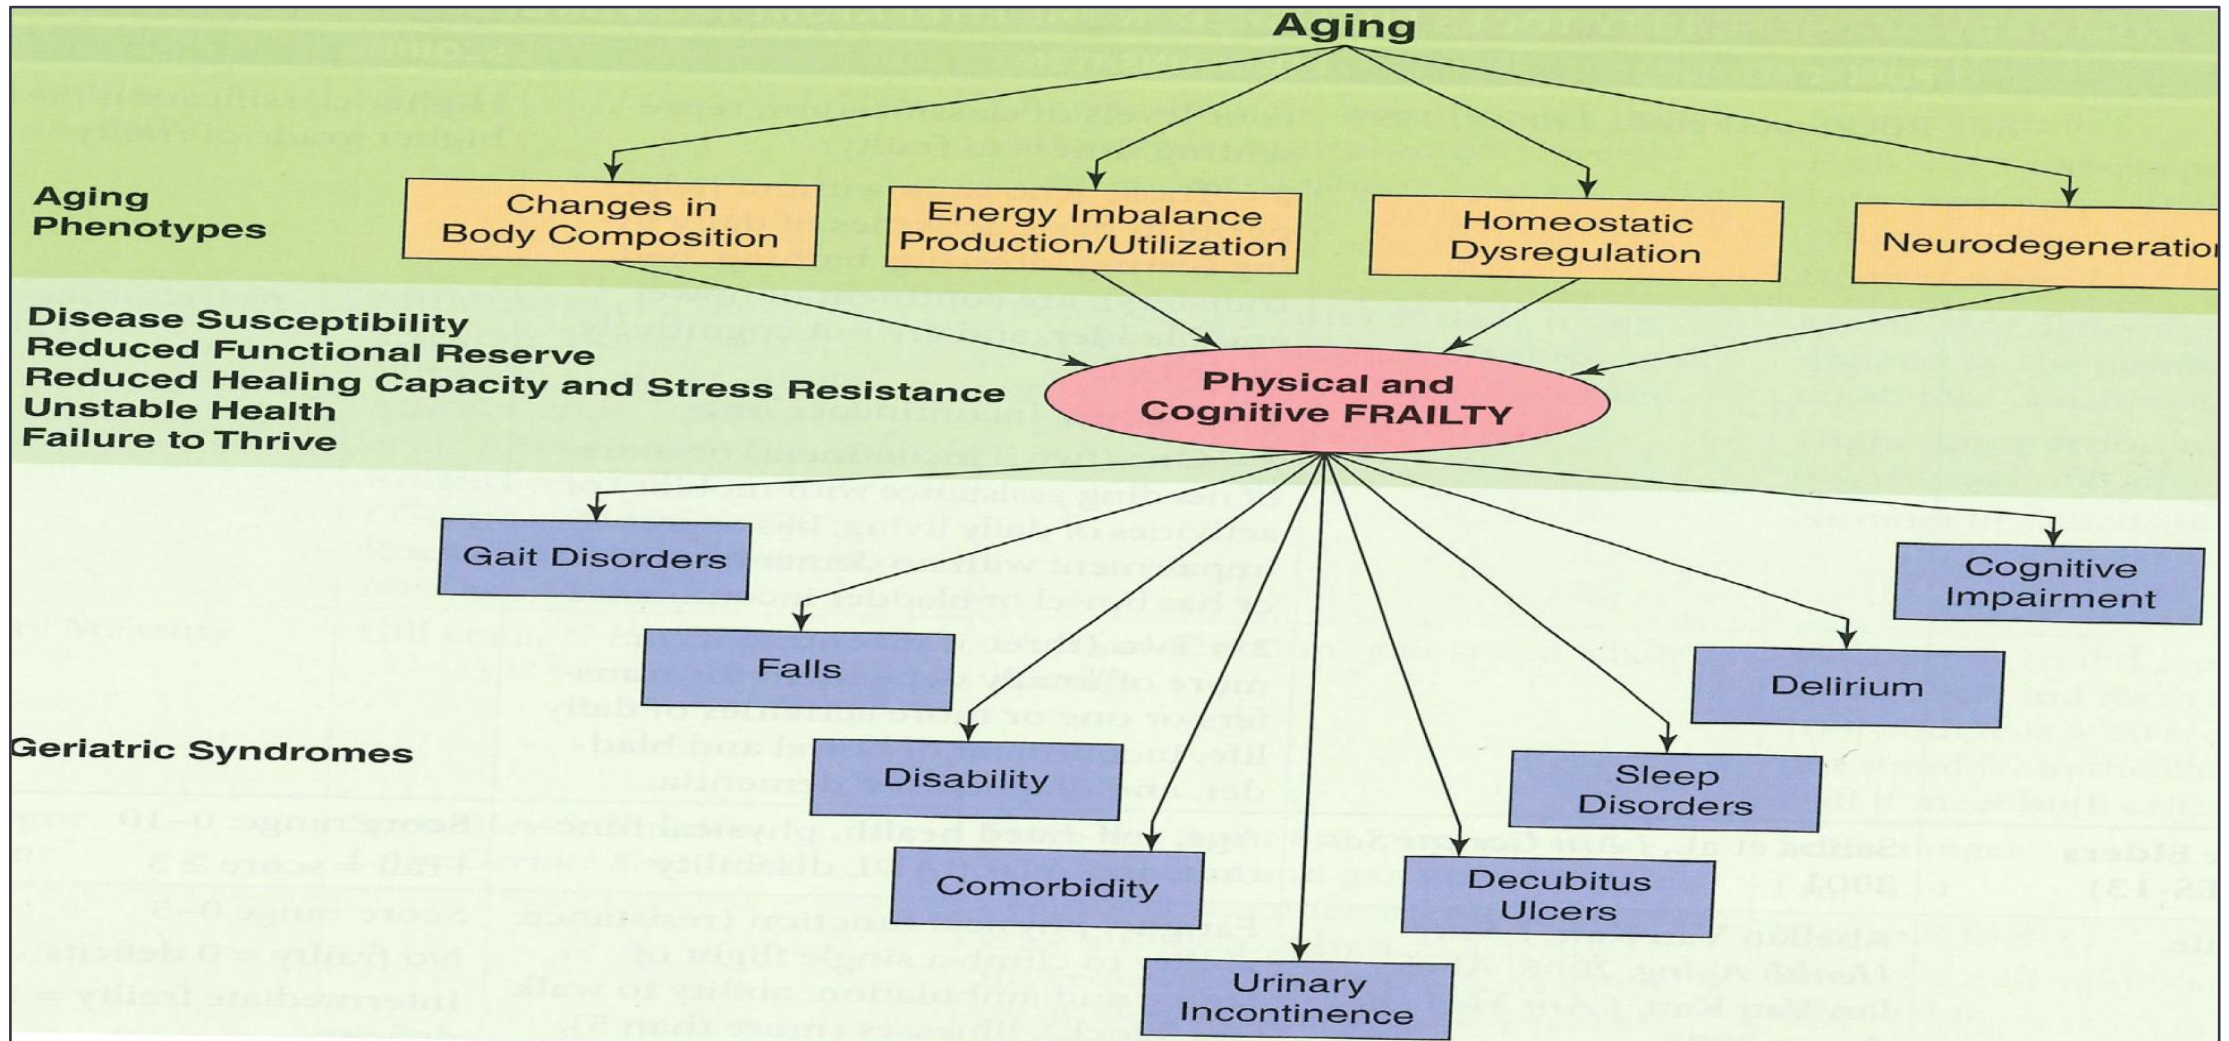 Aging
Aging
Phenotypes
Changes in
Body Composition
Energy Imbalance
Production/Utilization
Homeostatic
Dysregulation
Neurodegeneration
Disease Susceptibility
Reduced Functional Reserve
Reduced Healing Capacity and Stress Resistance
Unstable Health
Failure to Thrive
Physical and
Cognitive FRAILTY
Gait Disorders
Cognitive
Impairment
Falls
Delirium
Geriatric Syndromes
Disability
Sleep
Disorders
Comorbidity
Decubitus
Ulcers
Urinary
Incontinence